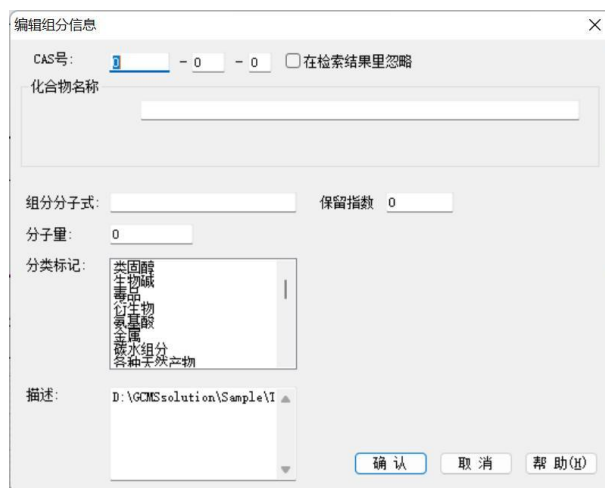 编辑组分信息
CAS号: 0 - 0 - 0 在检索结果里忽略
化合物名称
组分分子式: 保留指数 0
分子量: 0
分类标记:
类固醇
生物碱
毒品
衍生物
氨基酸
金属
碳水组分
各种天然产物
描述: D:\GCMSsolution\Sample\T
确认 取消 帮助(H)